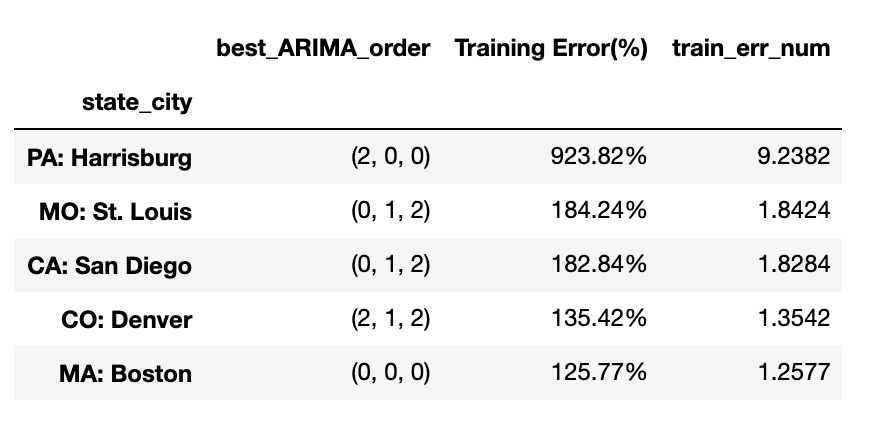 best_ARIMA_order Training Error(%) train_err_num
state_city
PA: Harrisburg (2, 0, 0) 923.82% 9.2382
MO: St. Louis (0, 1, 2) 184.24% 1.8424
CA: San Diego (0, 1, 2) 182.84% 1.8284
CO: Denver (2, 1, 2) 135.42% 1.3542
MA: Boston (0, 0, 0) 125.77% 1.2577